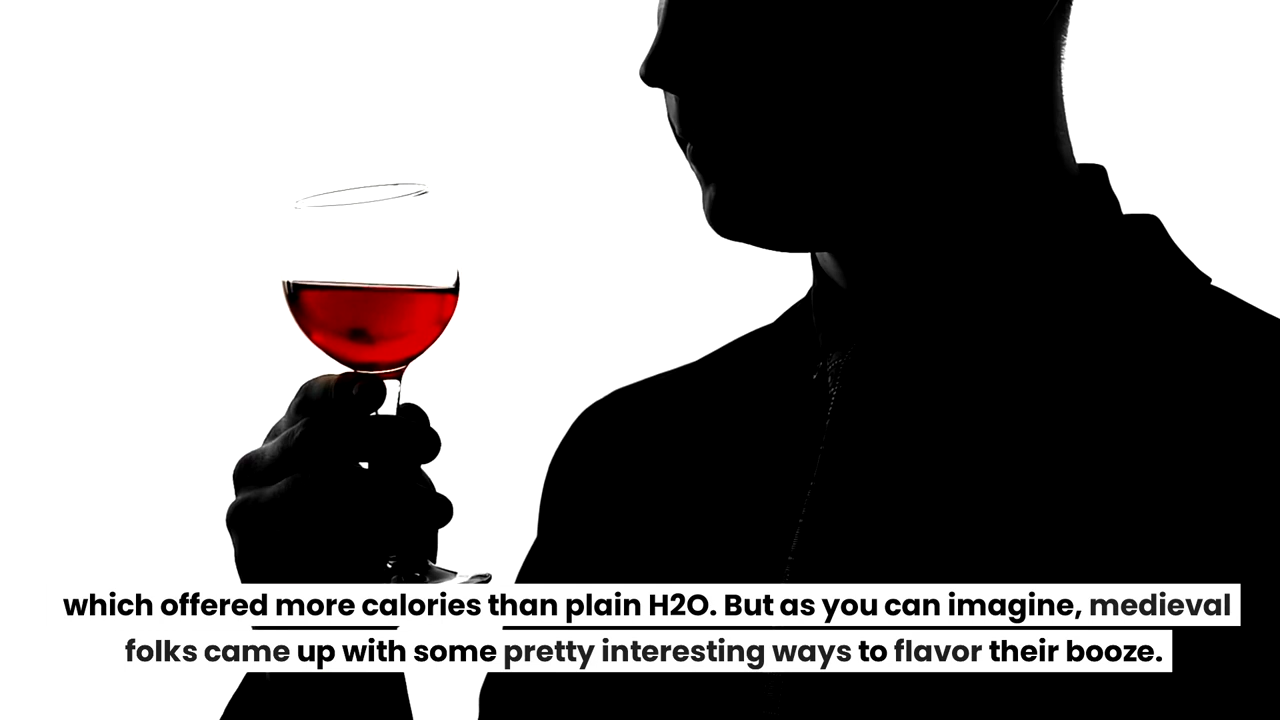 which offered more calories than plain H2O. But as you can imagine, medieval
folks came up with some pretty interesting ways to flavor their booze.